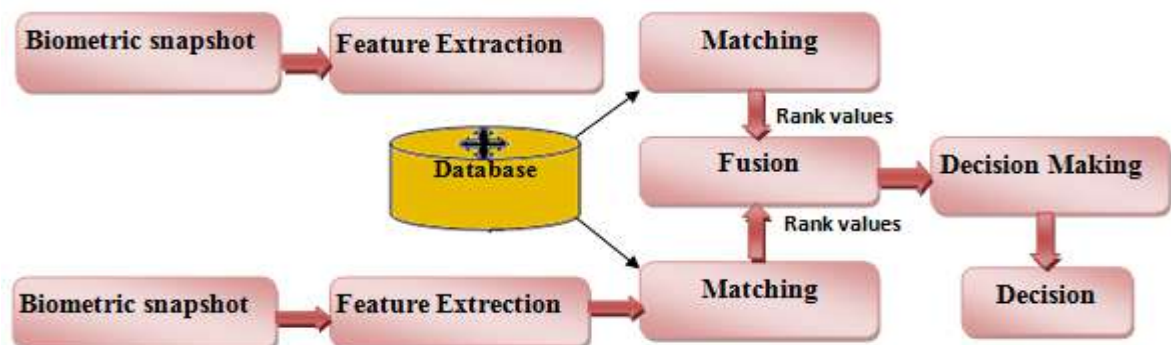 Biometric snapshot
Feature Extraction
Matching
Rank values
Database
Fusion
Decision Making
Rank values
Biometric snapshot
Feature Extrection
Matching
Decision